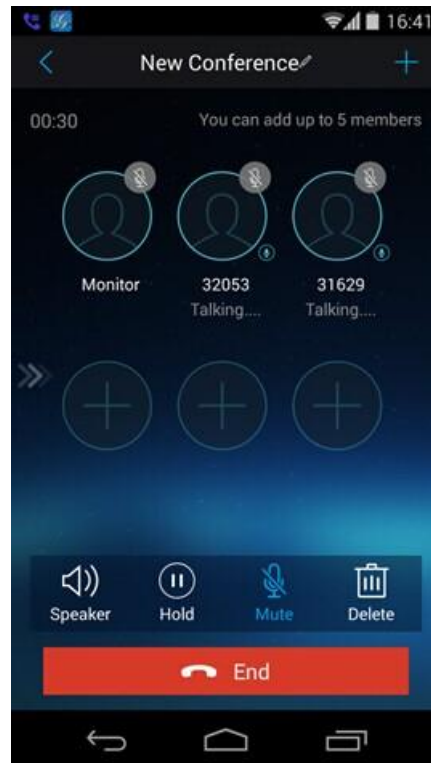 16:41
New Conference
00:30 You can add up to 5 members
Monitor 32053 31629
Talking.... Talking....
Speaker Hold Mute Delete
End